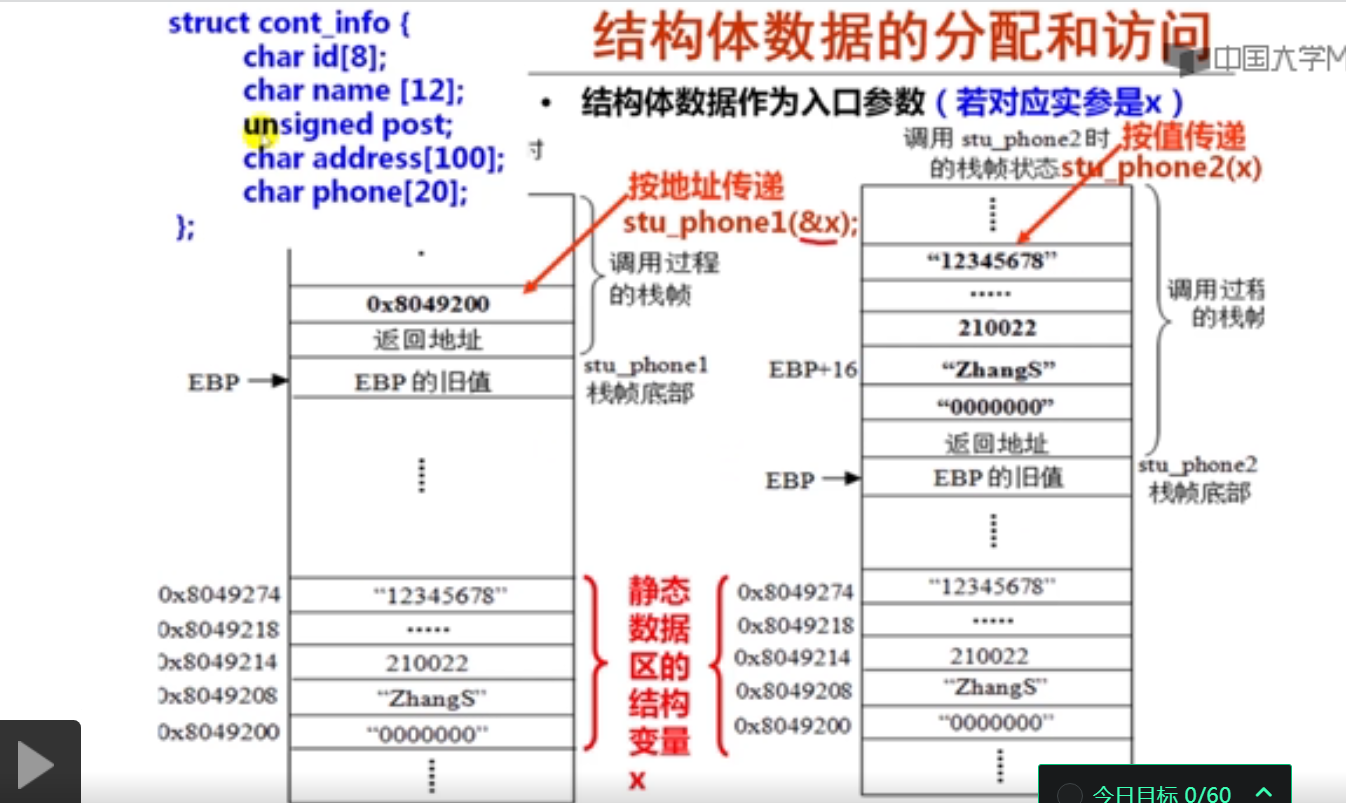 struct cont_info {
char id[8];
char name [12];
unsigned post;
char address[100];
char phone[20];
};
结构体数据的分配和访问
中国大学M
• 结构体数据作为入口参数（若对应实参是x）
时
按地址传递
stu_phone1(&x);
调用过程
的栈帧
0x8049200
返回地址
EBP
EBP 的旧值
stu_phone1
栈帧底部
0x8049274
"12345678"
0x8049218
·····
0x8049214
210022
0x8049208
"ZhangS"
0x8049200
"0000000"
静态
数据
区的
结构
变量
x
调用 stu_phone2 时
的栈帧状态
按值传递
stu_phone2(x)
"12345678"
·····
210022
EBP+16
"ZhangS"
"0000000"
返回地址
EBP
EBP 的旧值
调用过程
的栈帧
stu_phone2
栈帧底部
0x8049274
"12345678"
0x8049218
·····
0x8049214
210022
0x8049208
"ZhangS"
0x8049200
"0000000"
今日目标 0/60